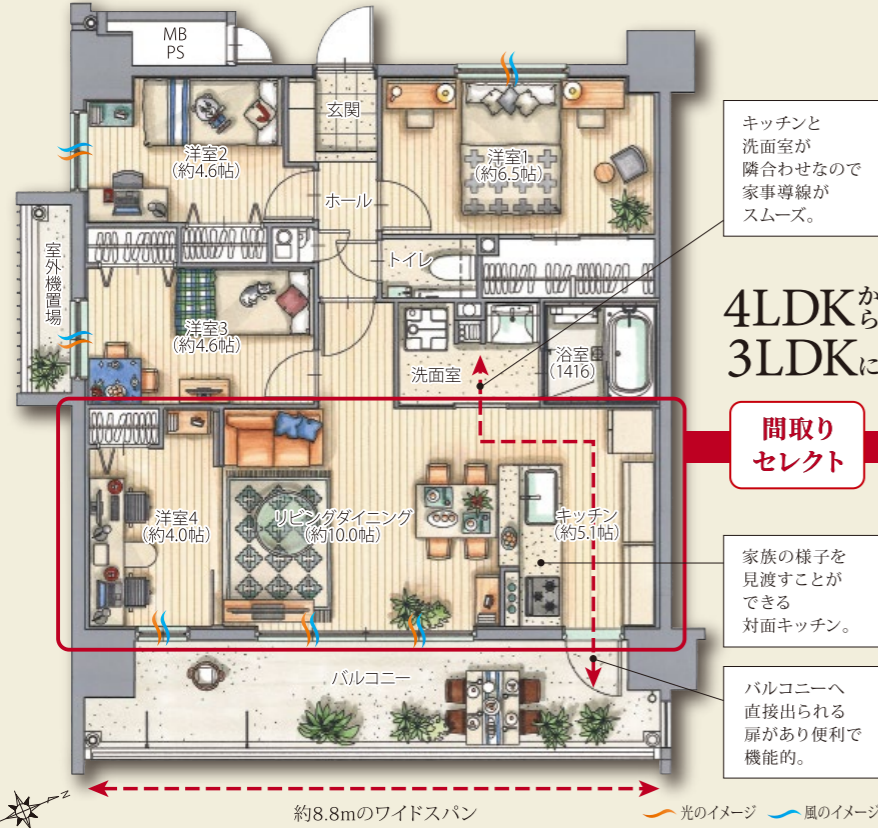 MB
PS
玄関
洋室2
(約4.6帖)
洋室1
(約6.5帖)
ホール
トイレ
室外機置場
洋室3
(約4.6帖)
洗面室
浴室
(1416)
洋室4
(約4.0帖)
リビングダイニング
(約10.0帖)
キッチン
(約5.1帖)
バルコニー
キッチンと
洗面室が
隣合わせなので
家事導線が
スムーズ。
4LDKから
3LDKに
間取り
セレクト
家族の様子を
見渡すことが
できる
対面キッチン。
バルコニーへ
直接出られる
扉があり便利で
機能的。
N
約8.8mのワイドスパン
光のイメージ 風のイメージ